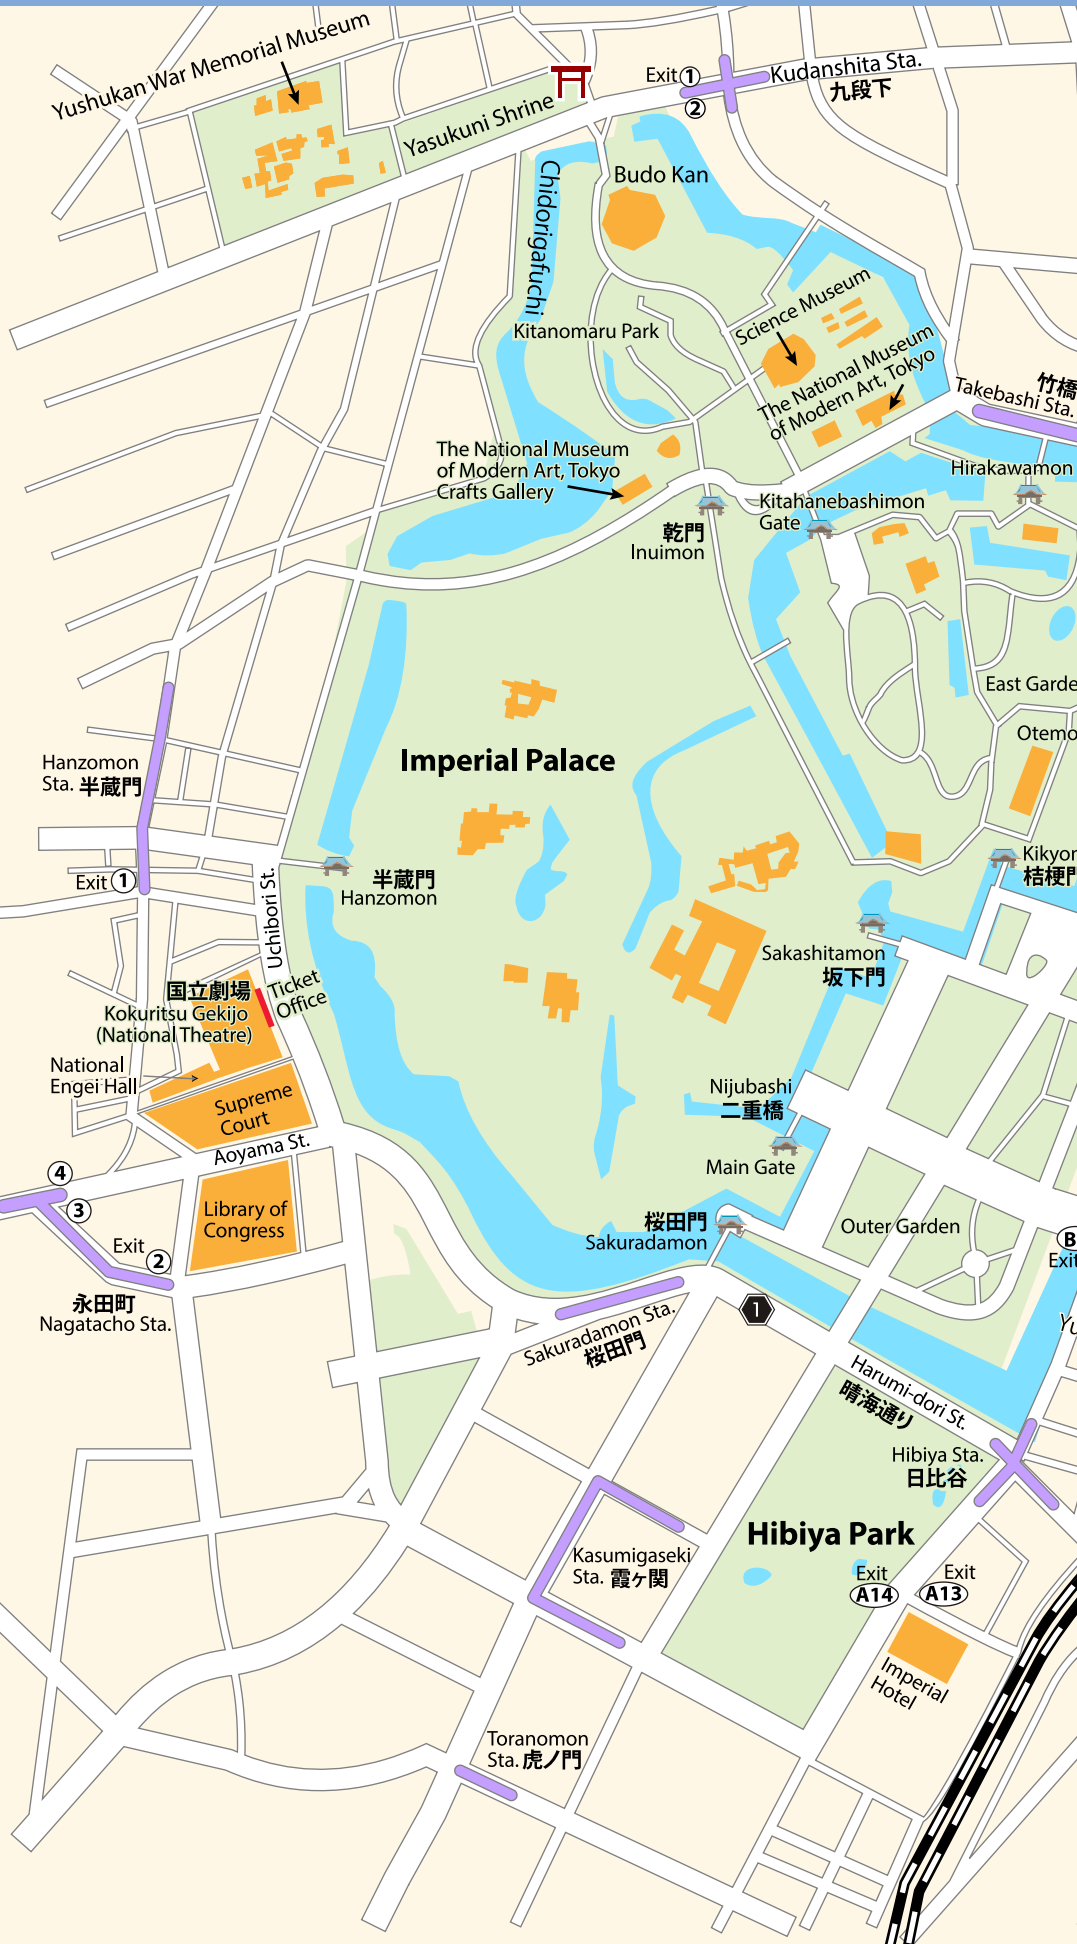 Yushukan War Memorial Museum
Yasukuni Shrine
Exit ①
②
Kudanshita Sta.
九段下
Chidorigafuchi
Budo Kan
Kitanomaru Park
Science Museum
The National Museum
of Modern Art, Tokyo
竹橋
Takebashi Sta.
The National Museum
of Modern Art, Tokyo
Crafts Gallery
Hirakawamon
Kitahanebashimon
Gate
乾門
Inuimon
East Garde
Otemo
Imperial Palace
Hanzomon
Sta. 半蔵門
Exit ①
半蔵門
Hanzomon
Kikyor
桔梗門
Uchibori St.
Sakashitamon
坂下門
国立劇場
Kokuritsu Gekijo
(National Theatre)
Ticket
Office
National
Engei Hall
Supreme
Court
Nijubashi
二重橋
Main Gate
Aoyama St.
④
③
Exit ②
Library of
Congress
桜田門
Sakuradamon
Outer Garden
B
Exit
永田町
Nagatacho Sta.
1
Yu
Sakuradamon Sta.
桜田門
Harumi-dori St.
晴海通り
Hibiya Sta.
日比谷
Hibiya Park
Kasumigaseki
Sta. 霞ヶ関
Exit
A14
Exit
A13
Imperial
Hotel
Toranomon
Sta. 虎ノ門